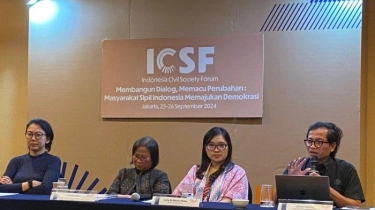 ICSF
Indonesia Civil Society Forum
Membangun Dialog, Memacu Perubahan :
Masyarakat Sipil Indonesia Memajukan Demokrasi
Jakarta, 25-26 September 2024